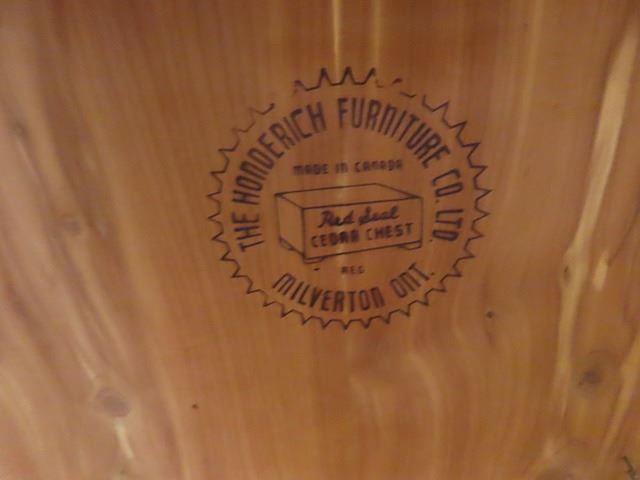 THE HONDERICH FURNITURE CO. LTD.
MADE IN CANADA
Red Seal
CEDAR CHEST
REG
MILVERTON ONT.